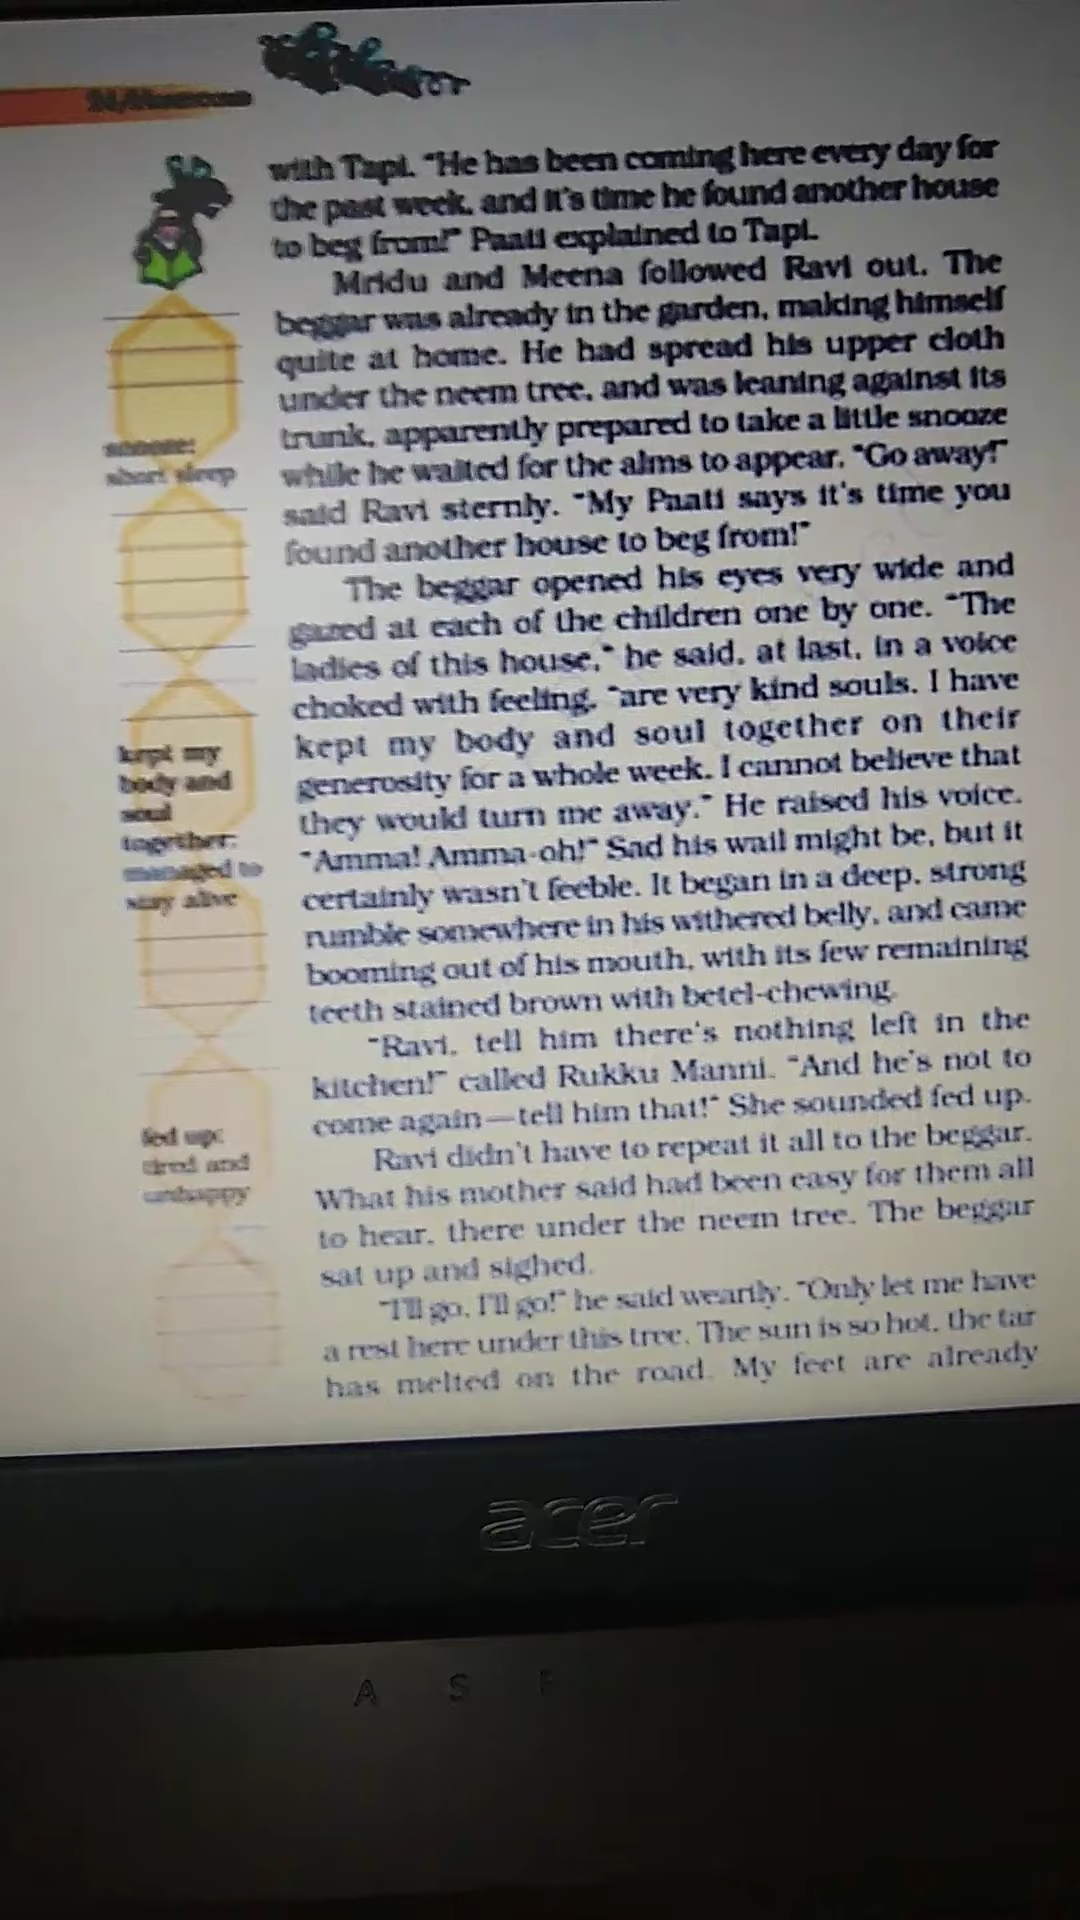 with Tapi. "He has been coming here every day for
the past week, and it's time he found another house
to beg from!" Paati explained to Tapi.
Mridu and Meena followed Ravi out. The
beggar was already in the garden, making himself
quite at home. He had spread his upper cloth
under the neem tree, and was leaning against its
trunk, apparently prepared to take a little snooze
while he waited for the alms to appear. "Go away!"
said Ravi sternly. "My Paati says it's time you
found another house to beg from!"
The beggar opened his eyes very wide and
gazed at each of the children one by one. "The
ladies of this house," he said, at last, in a voice
choked with feeling, "are very kind souls. I have
kept my body and soul together on their
generosity for a whole week. I cannot believe that
they would turn me away." He raised his voice.
"Amma! Amma-oh!" Sad his wail might be, but it
certainly wasn't feeble. It began in a deep, strong
rumble somewhere in his withered belly, and came
booming out of his mouth, with its few remaining
teeth stained brown with betel-chewing.
"Ravi, tell him there's nothing left in the
kitchen!" called Rukku Manni. "And he's not to
come again—tell him that!" She sounded fed up.
Ravi didn't have to repeat it all to the beggar.
What his mother said had been easy for them all
to hear, there under the neem tree. The beggar
sat up and sighed.
"I'll go, I'll go!" he said wearily. "Only let me have
a rest here under this tree. The sun is so hot, the tar
has melted on the road. My feet are already
snooze:
short sleep
kept my
body and
soul
together:
managed to
stay alive
fed up:
tired and
unhappy
acer
A S F